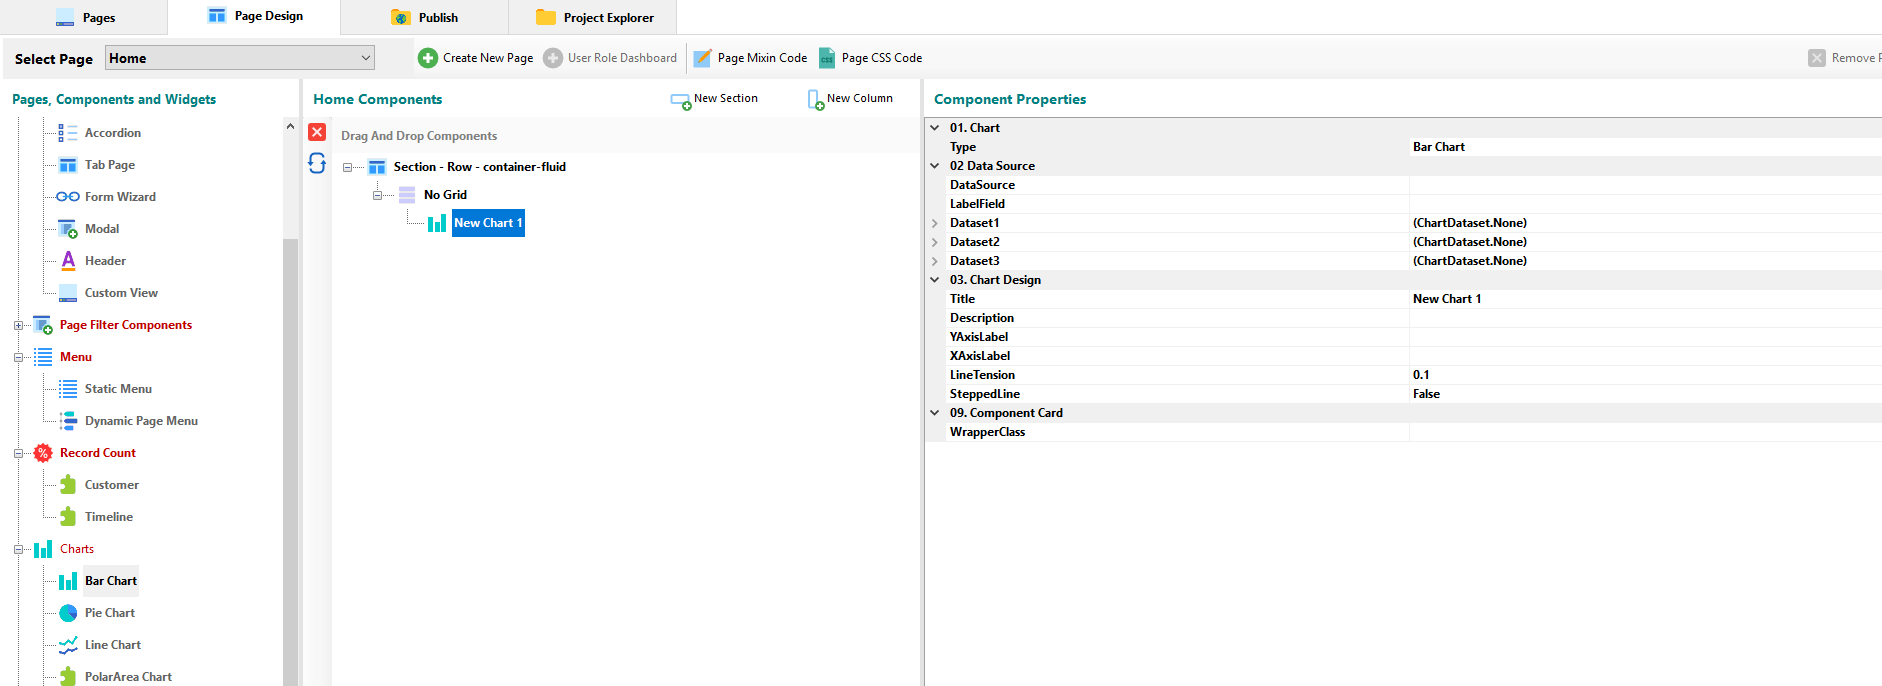 Pages
Page Design
Publish
Project Explorer
Select Page
Home
Create New Page
User Role Dashboard
Page Mixin Code
CSS
Page CSS Code
Remove P
Pages, Components and Widgets
Accordion
Tab Page
Form Wizard
Modal
Header
Custom View
Page Filter Components
Menu
Static Menu
Dynamic Page Menu
Record Count
Customer
Timeline
Charts
Bar Chart
Pie Chart
Line Chart
PolarArea Chart
Home Components
New Section
New Column
Drag And Drop Components
Section - Row - container-fluid
No Grid
New Chart 1
Component Properties
01. Chart
Type Bar Chart
02 Data Source
DataSource
LabelField
Dataset1 (ChartDataset.None)
Dataset2 (ChartDataset.None)
Dataset3 (ChartDataset.None)
03. Chart Design
Title New Chart 1
Description
YAxisLabel
XAxisLabel
LineTension 0.1
SteppedLine False
09. Component Card
WrapperClass